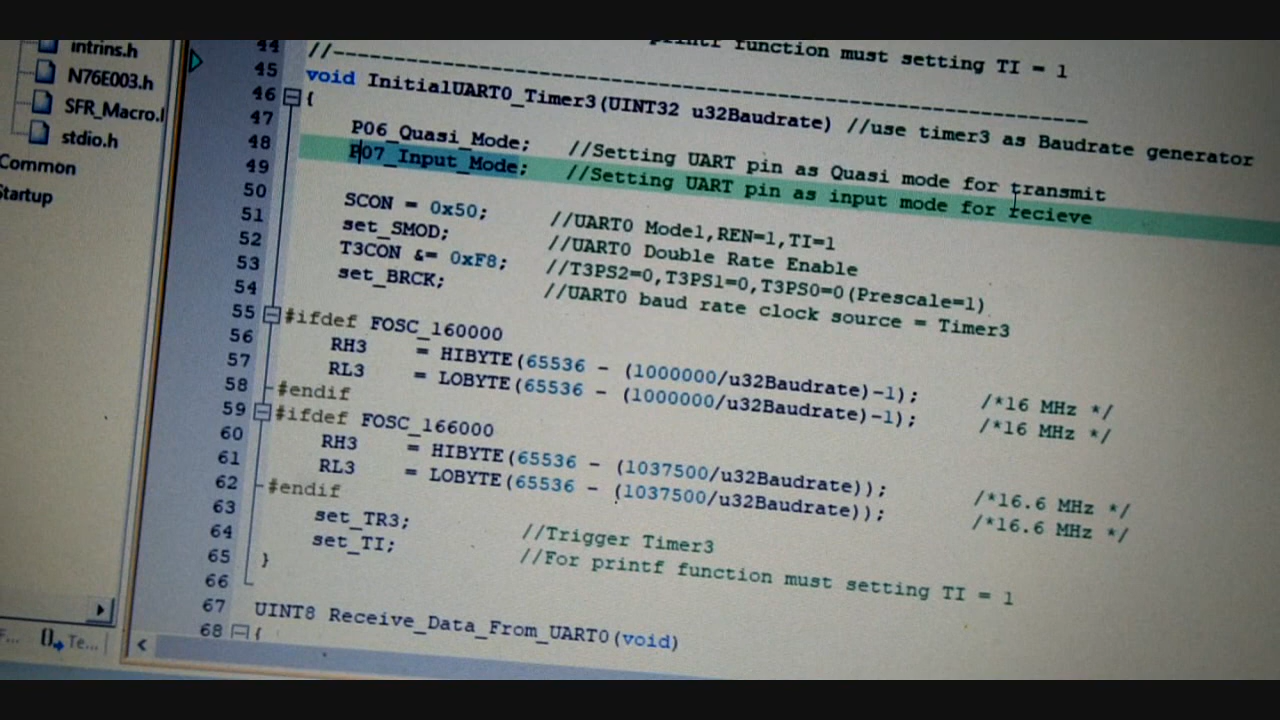 intrins.h
N76E003.h
SFR_Macro.
stdio.h
Common
Startup
Te...
44 printf function must setting TI = 1
45 //--------------------------------------------------------------
46 void InitialUART0_Timer3(UINT32 u32Baudrate) //use timer3 as Baudrate generator
47 {
48 P06_Quasi_Mode; //Setting UART pin as Quasi mode for transmit
49 P07_Input_Mode; //Setting UART pin as input mode for recieve
50
51 SCON = 0x50; //UART0 Mode1,REN=1,TI=1
52 set_SMOD; //UART0 Double Rate Enable
53 T3CON &= 0xF8; //T3PS2=0,T3PS1=0,T3PS0=0(Prescale=1)
54 set_BRCK; //UART0 baud rate clock source = Timer3
55 #ifdef FOSC_160000
56 RH3 = HIBYTE(65536 - (1000000/u32Baudrate)-1); /*16 MHz */
57 RL3 = LOBYTE(65536 - (1000000/u32Baudrate)-1); /*16 MHz */
58 #endif
59 #ifdef FOSC_166000
60 RH3 = HIBYTE(65536 - (1037500/u32Baudrate)); /*16.6 MHz */
61 RL3 = LOBYTE(65536 - (1037500/u32Baudrate)); /*16.6 MHz */
62 #endif
63 set_TR3; //Trigger Timer3
64 set_TI; //For printf function must setting TI = 1
65 }
66
67 UINT8 Receive_Data_From_UART0(void)
68 {